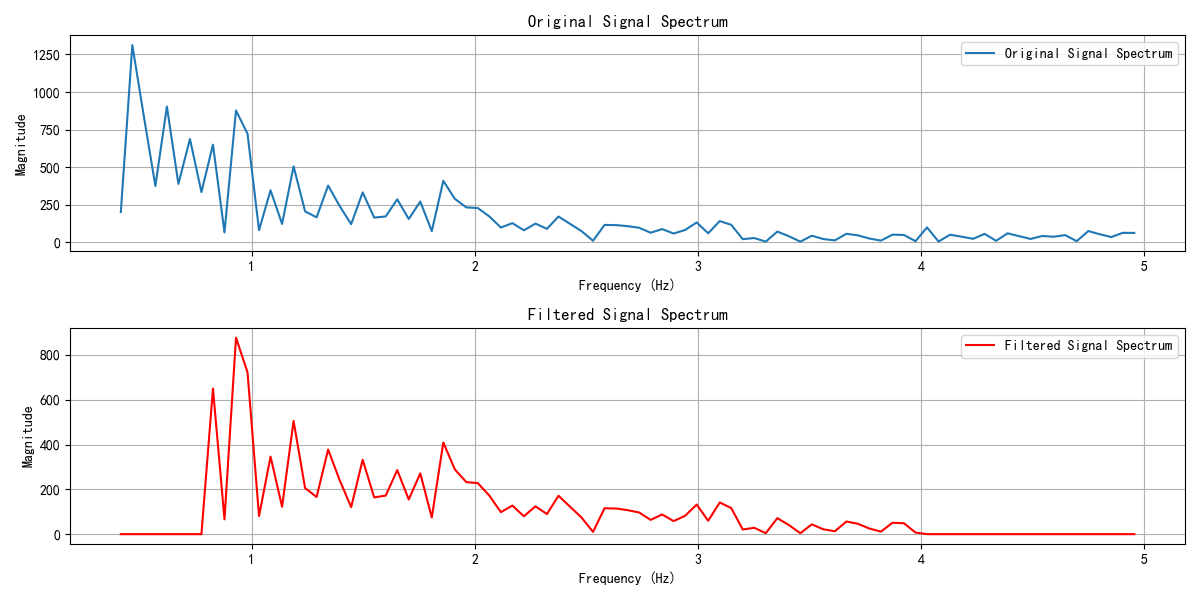 Original Signal Spectrum
Original Signal Spectrum
1250
1000
750
500
250
0
Magnitude
1 2 3 4 5
Frequency (Hz)
Filtered Signal Spectrum
Filtered Signal Spectrum
800
600
400
200
0
Magnitude
1 2 3 4 5
Frequency (Hz)